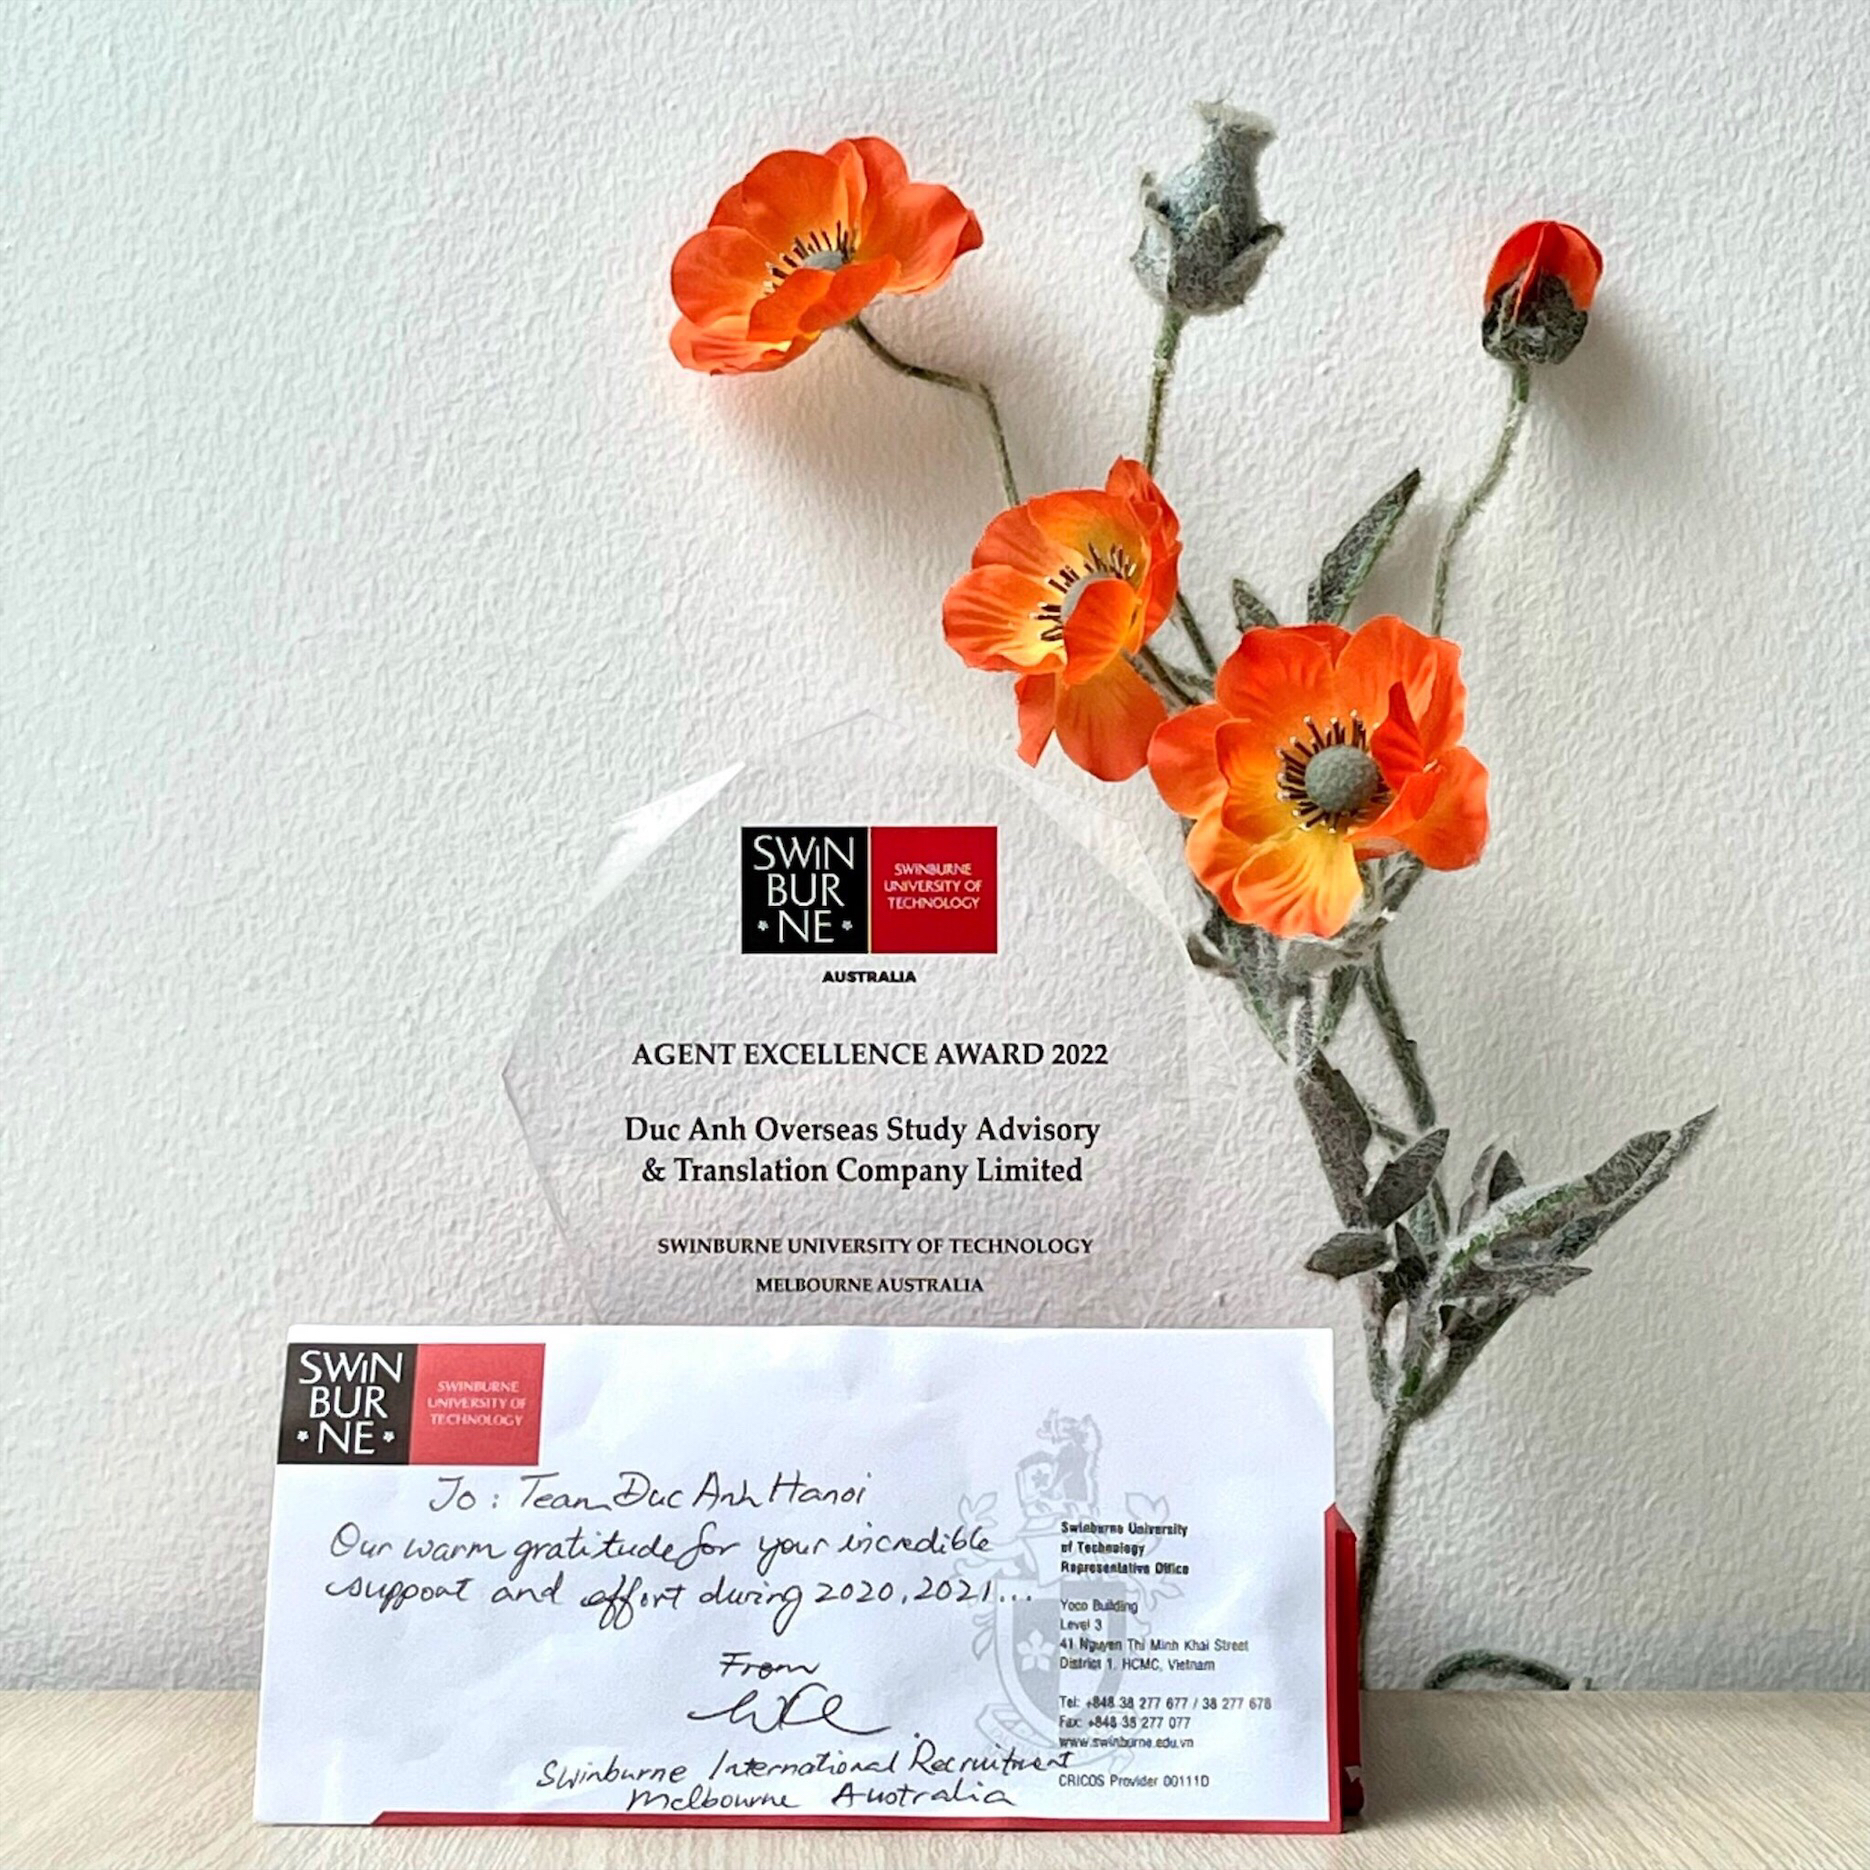 SWIN
BUR
NE
SWINBURNE
UNIVERSITY OF
TECHNOLOGY
AUSTRALIA
AGENT EXCELLENCE AWARD 2022
Duc Anh Overseas Study Advisory
& Translation Company Limited
SWINBURNE UNIVERSITY OF TECHNOLOGY
MELBOURNE AUSTRALIA
SWIN
BUR
NE
SWINBURNE
UNIVERSITY OF
TECHNOLOGY
To: Team Duc Anh Hanoi
Our warm gratitude for your incredible
support and effort during 2020, 2021...
From
Swinburne International Recruitment
Melbourne Australia
Swinburne University
of Technology
Representative Office
Yoco Building
Level 3
41 Nguyen Thi Minh Khai Street
District 1, HCMC, Vietnam
Tel: +848 38 277 677 / 38 277 678
Fax: +848 38 277 077
www.swinburne.edu.vn
CRICOS Provider 00111D